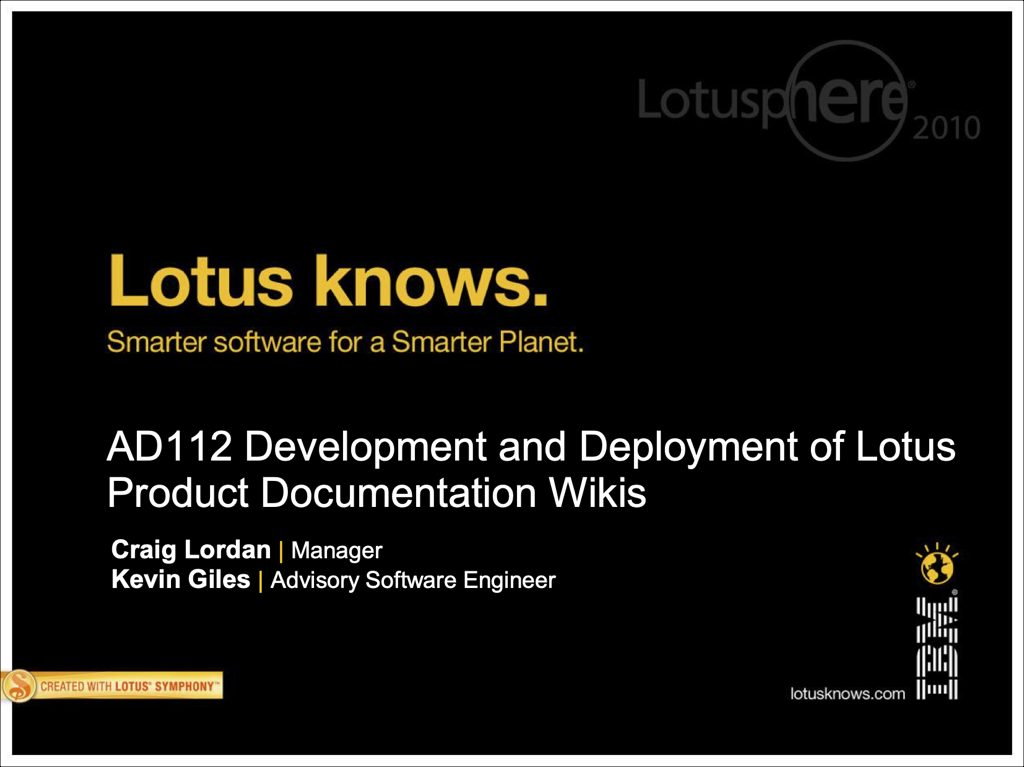 Lotusphere® 2010
Lotus knows.
Smarter software for a Smarter Planet.
AD112 Development and Deployment of Lotus
Product Documentation Wikis
Craig Lordan | Manager
Kevin Giles | Advisory Software Engineer
CREATED WITH LOTUS® SYMPHONY™
lotusknows.com
IBM®